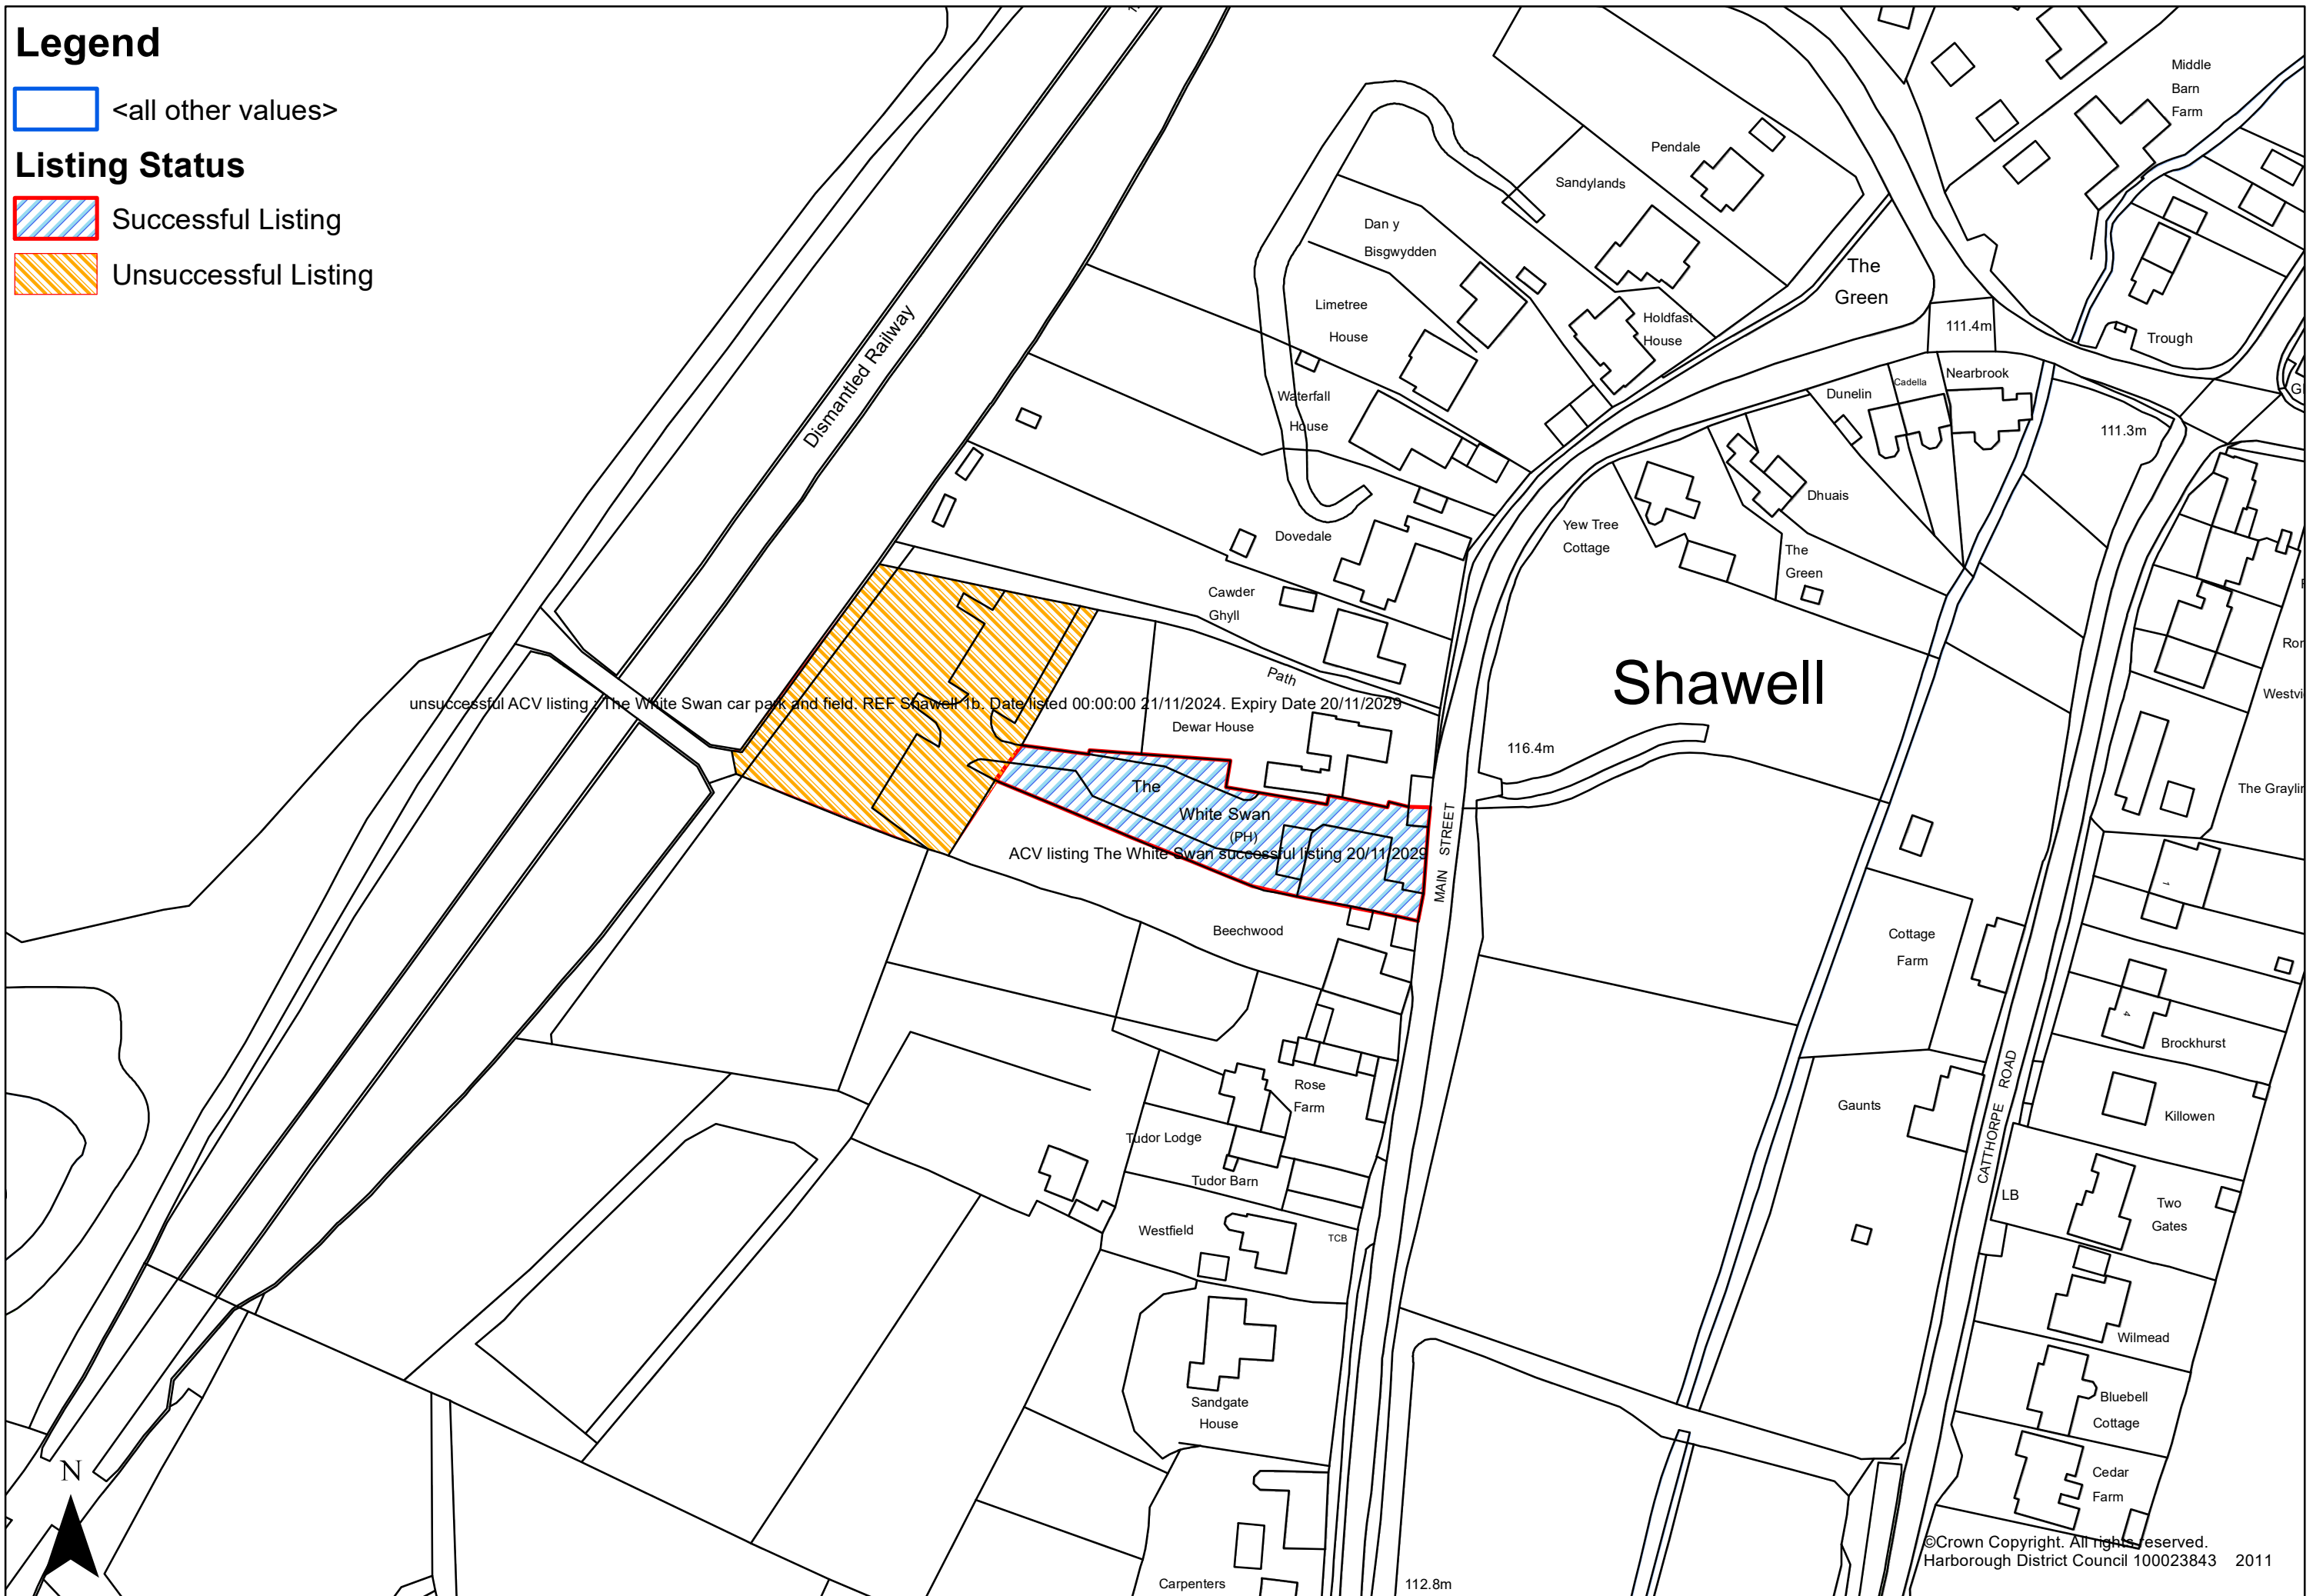 Legend
<all other values>
Listing Status
Successful Listing
Unsuccessful Listing
Middle
Barn
Farm
Pendale
Sandylands
Dan y
Bisgwydden
The
Green
Limetree
House
Holdfast
House
111.4m
Trough
Dismantled Railway
Nearbrook
Cadella
Dunelin
Waterfall
House
111.3m
Dhuais
Yew Tree
Cottage
Dovedale
The
Green
Cawder
Ghyll
Path
Shawell
unsuccessful ACV listing : The White Swan car park and field. REF Shawell 1b. Date listed 00:00:00 21/11/2024. Expiry Date 20/11/2029
Dewar House
116.4m
Westvi
The Graylin
The
White Swan
(PH)
ACV listing The White Swan successful listing 20/11/2029
MAIN STREET
1
Beechwood
Cottage
Farm
4
Brockhurst
Rose
Farm
Gaunts
Killowen
CATTHORPE ROAD
Tudor Lodge
Tudor Barn
LB
Two
Gates
Westfield
TCB
Wilmead
Sandgate
House
Bluebell
Cottage
Cedar
Farm
N
©Crown Copyright. All rights reserved.
Harborough District Council 100023843 2011
Carpenters
112.8m